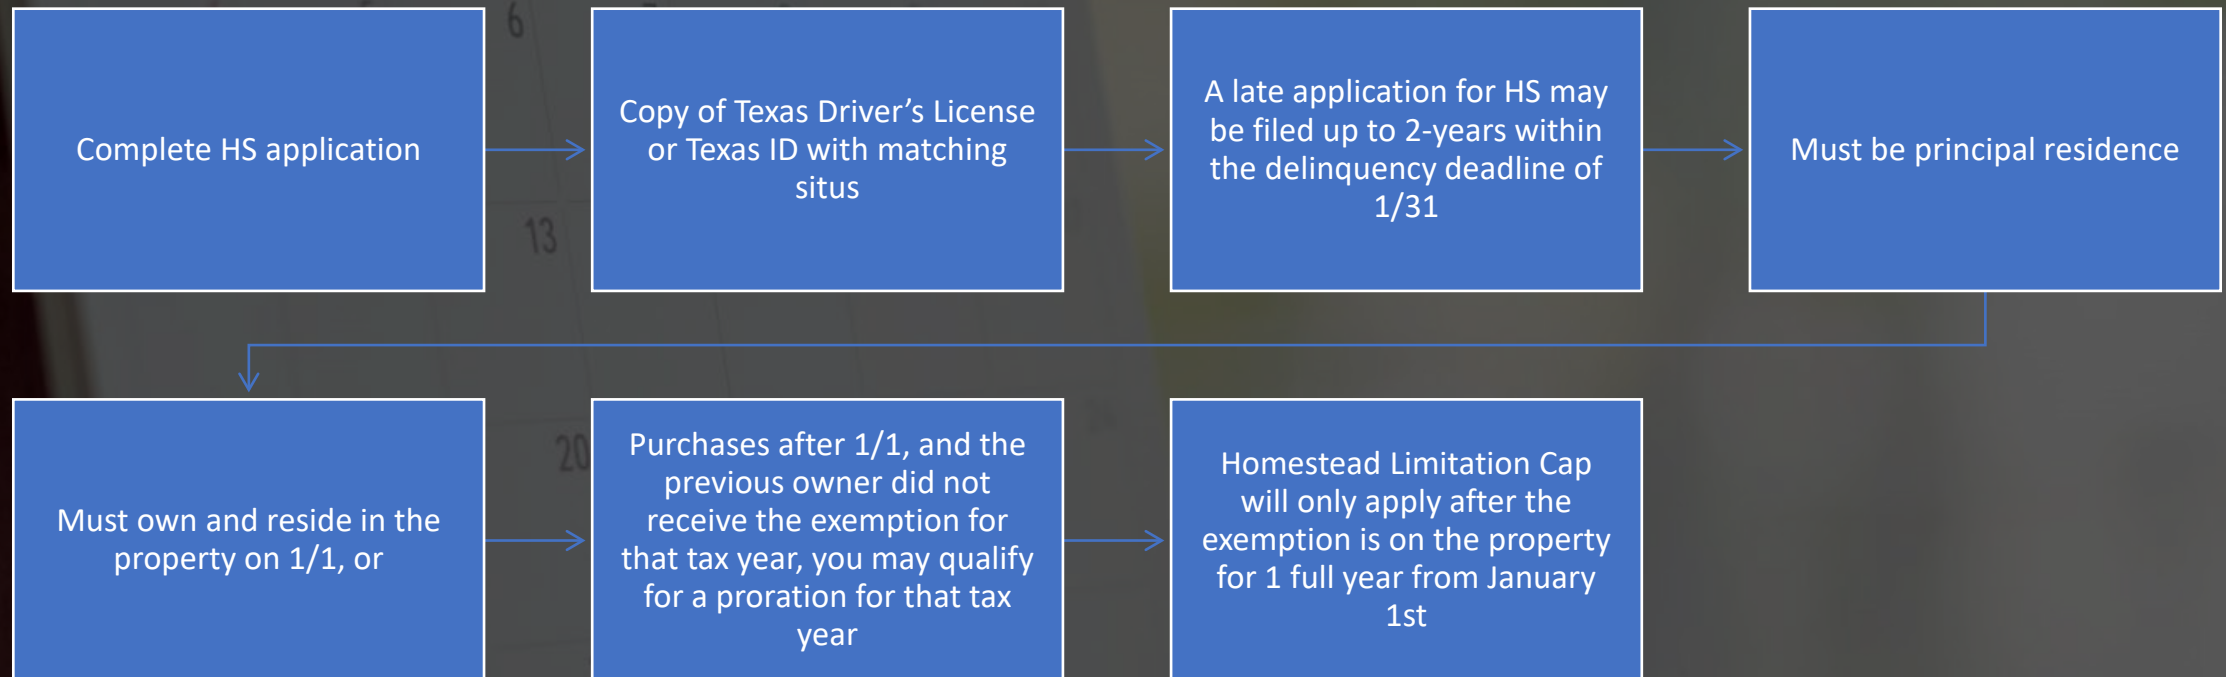 Complete HS application
Copy of Texas Driver’s License
or Texas ID with matching
situs
A late application for HS may
be filed up to 2-years within
the delinquency deadline of
1/31
Must be principal residence
Must own and reside in the
property on 1/1, or
Purchases after 1/1, and the
previous owner did not
receive the exemption for
that tax year, you may qualify
for a proration for that tax
year
Homestead Limitation Cap
will only apply after the
exemption is on the property
for 1 full year from January
1st
6
13
20